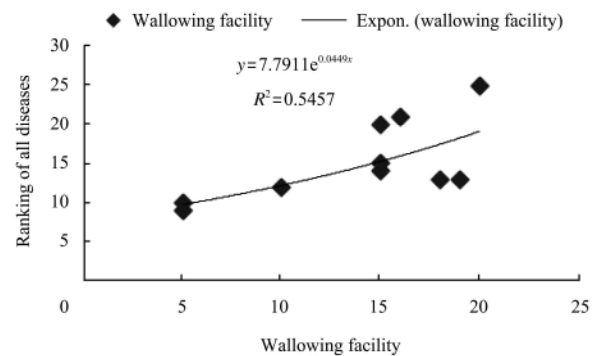 ◆ Wallowing facility — Expon. (wallowing facility)
30
y=7.7911e^0.0449x
25
R²=0.5457
20
15
10
5
Ranking of all diseases
0 5 10 15 20 25
Wallowing facility